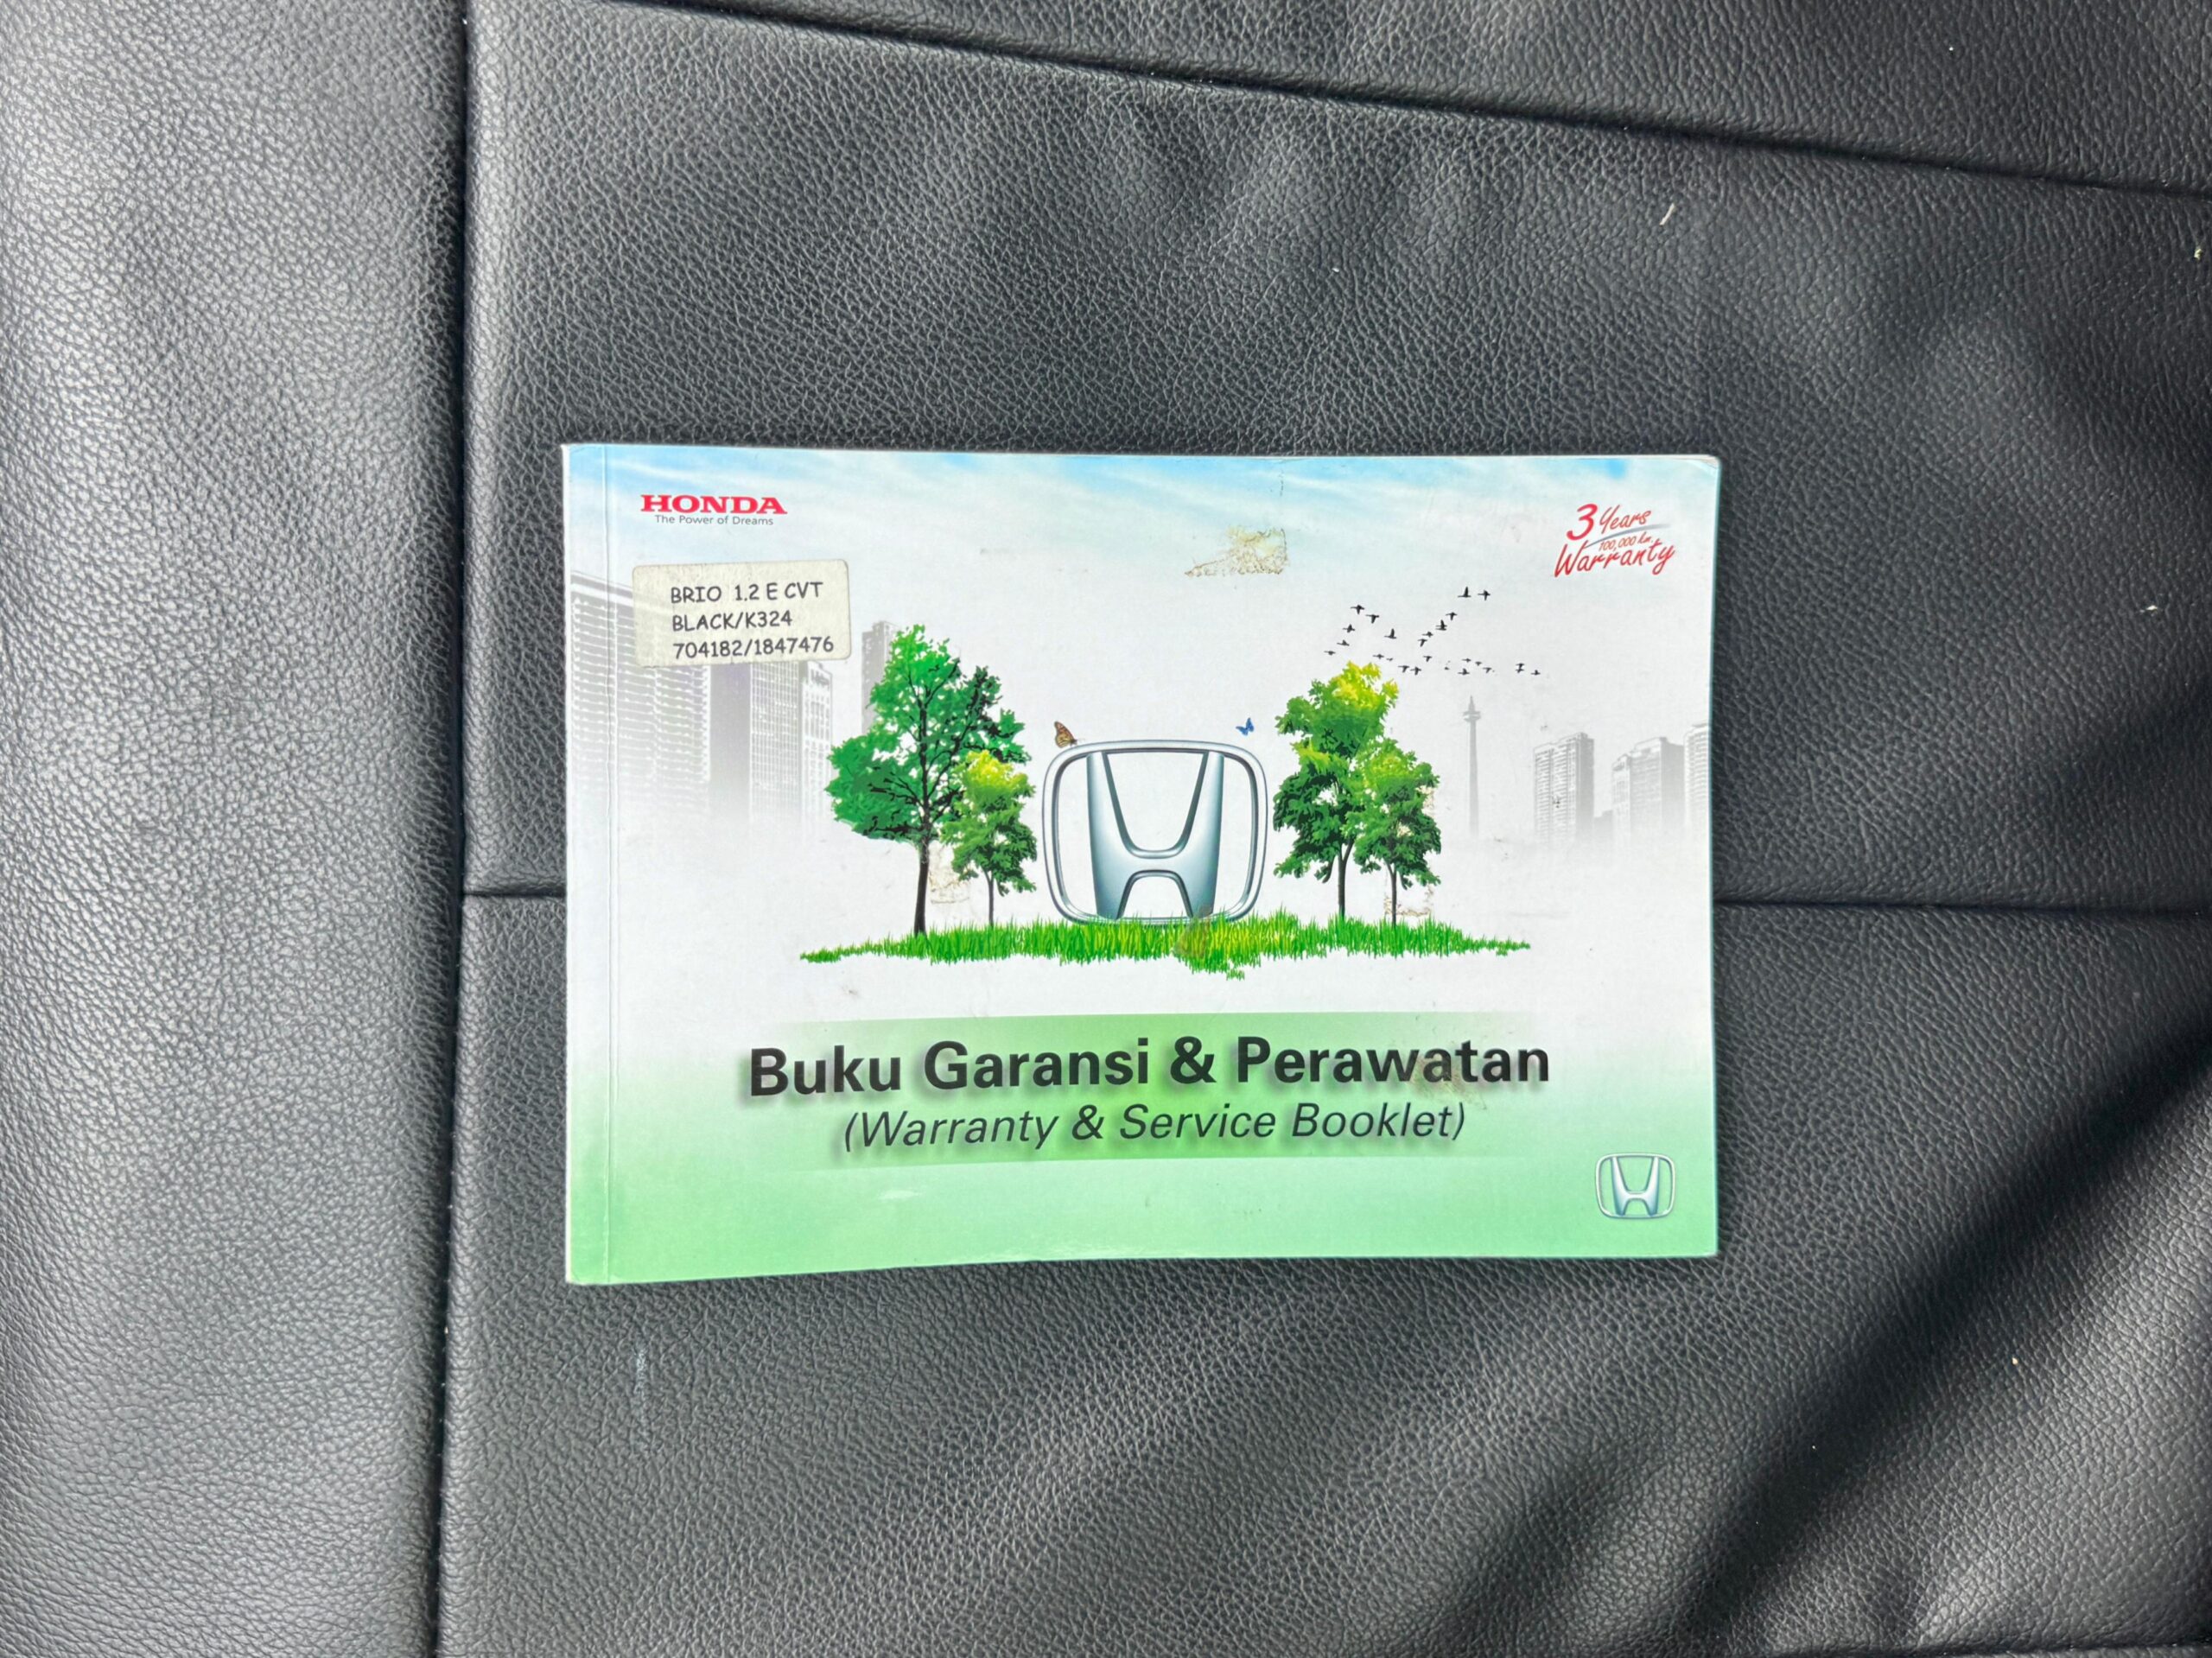 HONDA
The Power of Dreams
3 Years
100,000 km
Warranty
BRIO 1.2 E CVT
BLACK/K324
704182/1847476
Buku Garansi & Perawatan
(Warranty & Service Booklet)